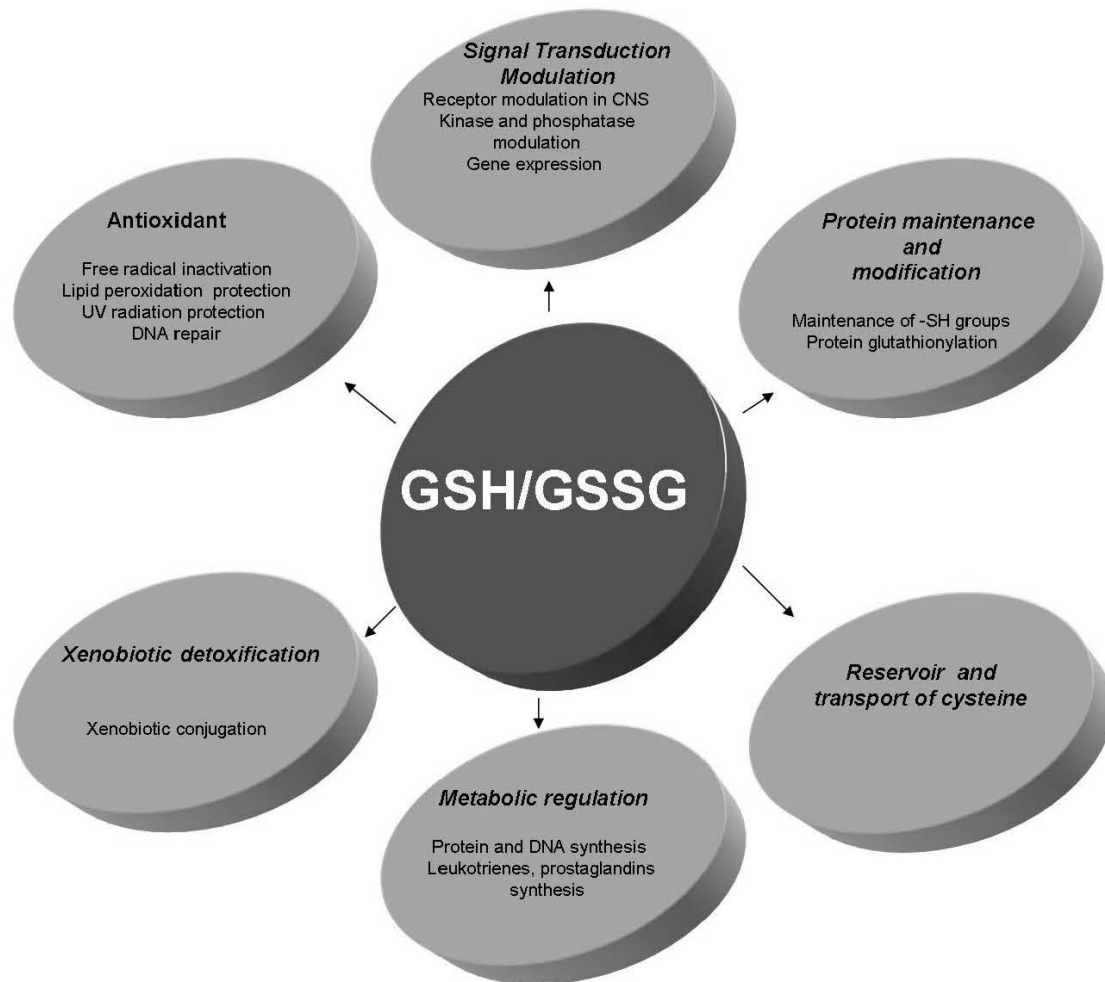 Signal Transduction
Modulation
Receptor modulation in CNS
Kinase and phosphatase
modulation
Gene expression
Antioxidant
Free radical inactivation
Lipid peroxidation protection
UV radiation protection
DNA repair
Protein maintenance
and
modification
Maintenance of -SH groups
Protein glutathionylation
GSH/GSSG
Xenobiotic detoxification
Xenobiotic conjugation
Reservoir and
transport of cysteine
Metabolic regulation
Protein and DNA synthesis
Leukotrienes, prostaglandins
synthesis